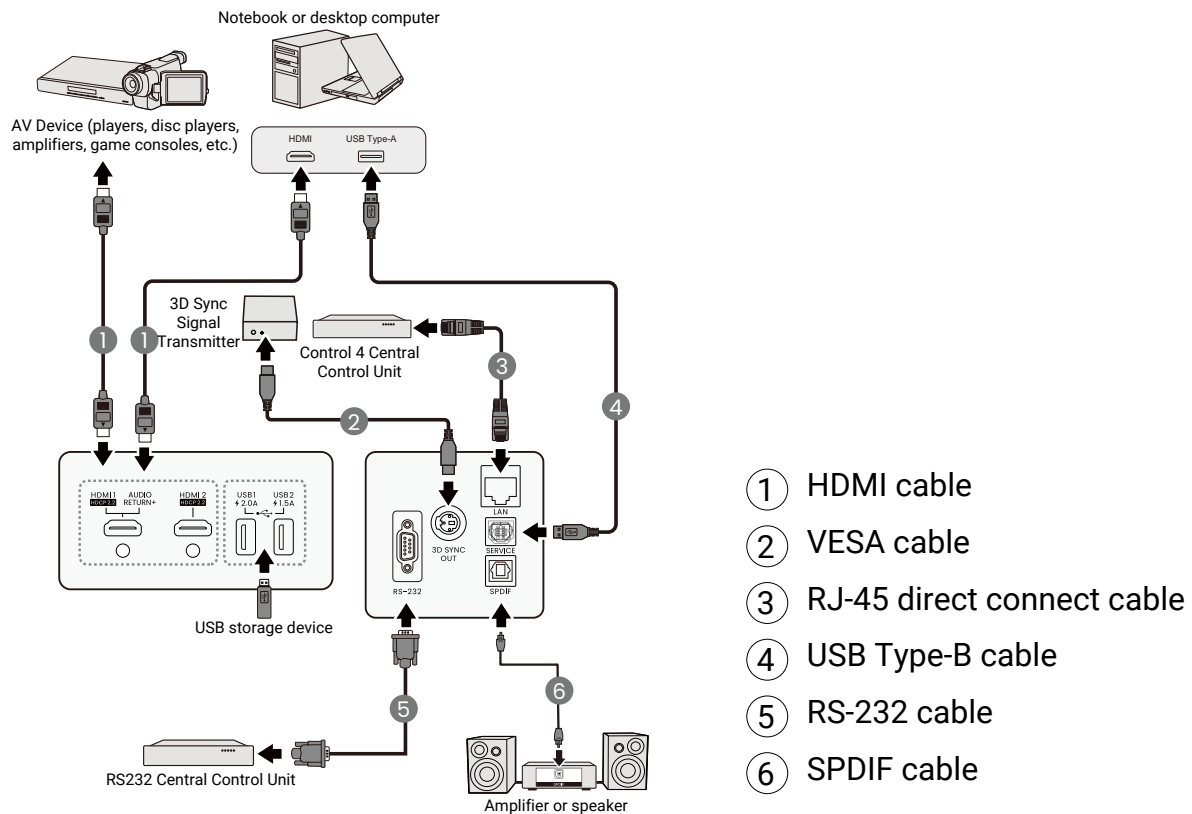 Notebook or desktop computer
AV Device (players, disc players,
amplifiers, game consoles, etc.)
HDMI
USB Type-A
3D Sync
Signal
Transmitter
Control 4 Central
Control Unit
1
1
2
3
4
HDMI 1
HDCP 2.2
AUDIO
RETURN+
HDMI 2
HDCP 2.2
USB1
2.0A
USB2
1.5A
USB storage device
RS-232
3D SYNC
OUT
LAN
SERVICE
SPDIF
5
6
RS232 Central Control Unit
Amplifier or speaker
1 HDMI cable
2 VESA cable
3 RJ-45 direct connect cable
4 USB Type-B cable
5 RS-232 cable
6 SPDIF cable